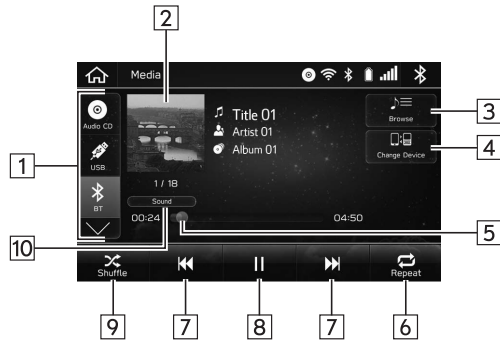 2
Media
1
Audio CD
USB
BT
Title 01
Artist 01
Album 01
1 / 18
Sound
00:24
04:50
Browse
3
Change Device
4
5
10
Shuffle
Repeat
9
7
8
7
6